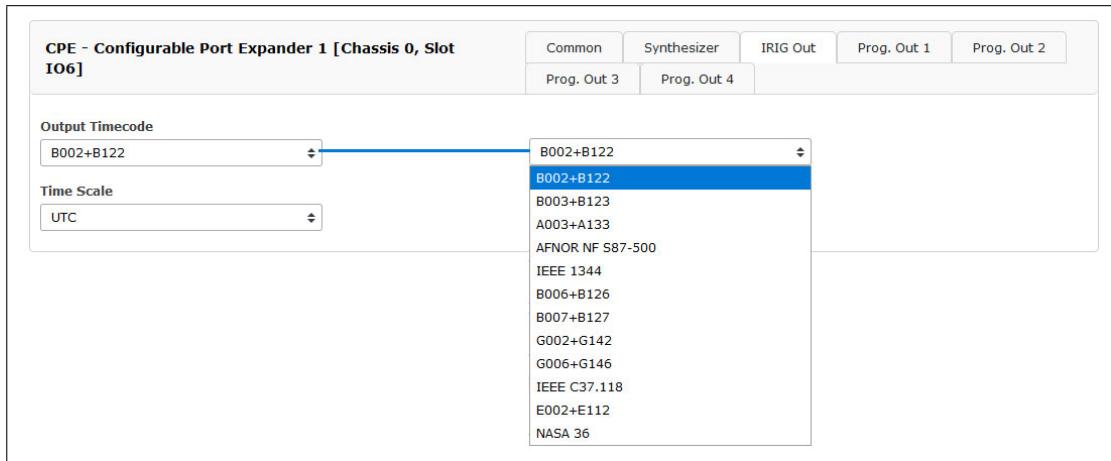 CPE - Configurable Port Expander 1 [Chassis 0, Slot
IO6]
Common
Synthesizer
IRIG Out
Prog. Out 1
Prog. Out 2
Prog. Out 3
Prog. Out 4
Output Timecode
B002+B122
B002+B122
Time Scale
UTC
B002+B122
B003+B123
A003+A133
AFNOR NF S87-500
IEEE 1344
B006+B126
B007+B127
G002+G142
G006+G146
IEEE C37.118
E002+E112
NASA 36